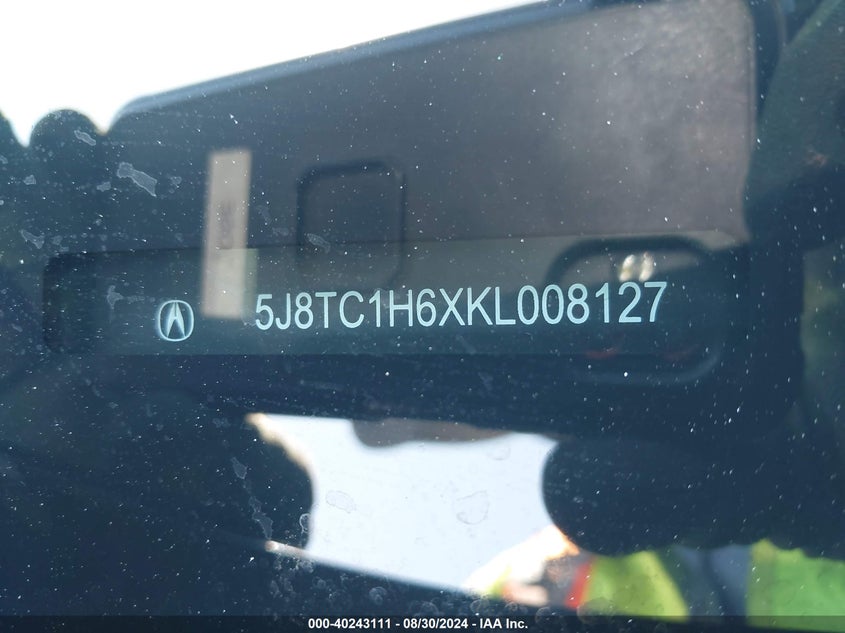 5J8TC1H6XKL008127
000-40243111 - 08/30/2024 - IAA Inc.